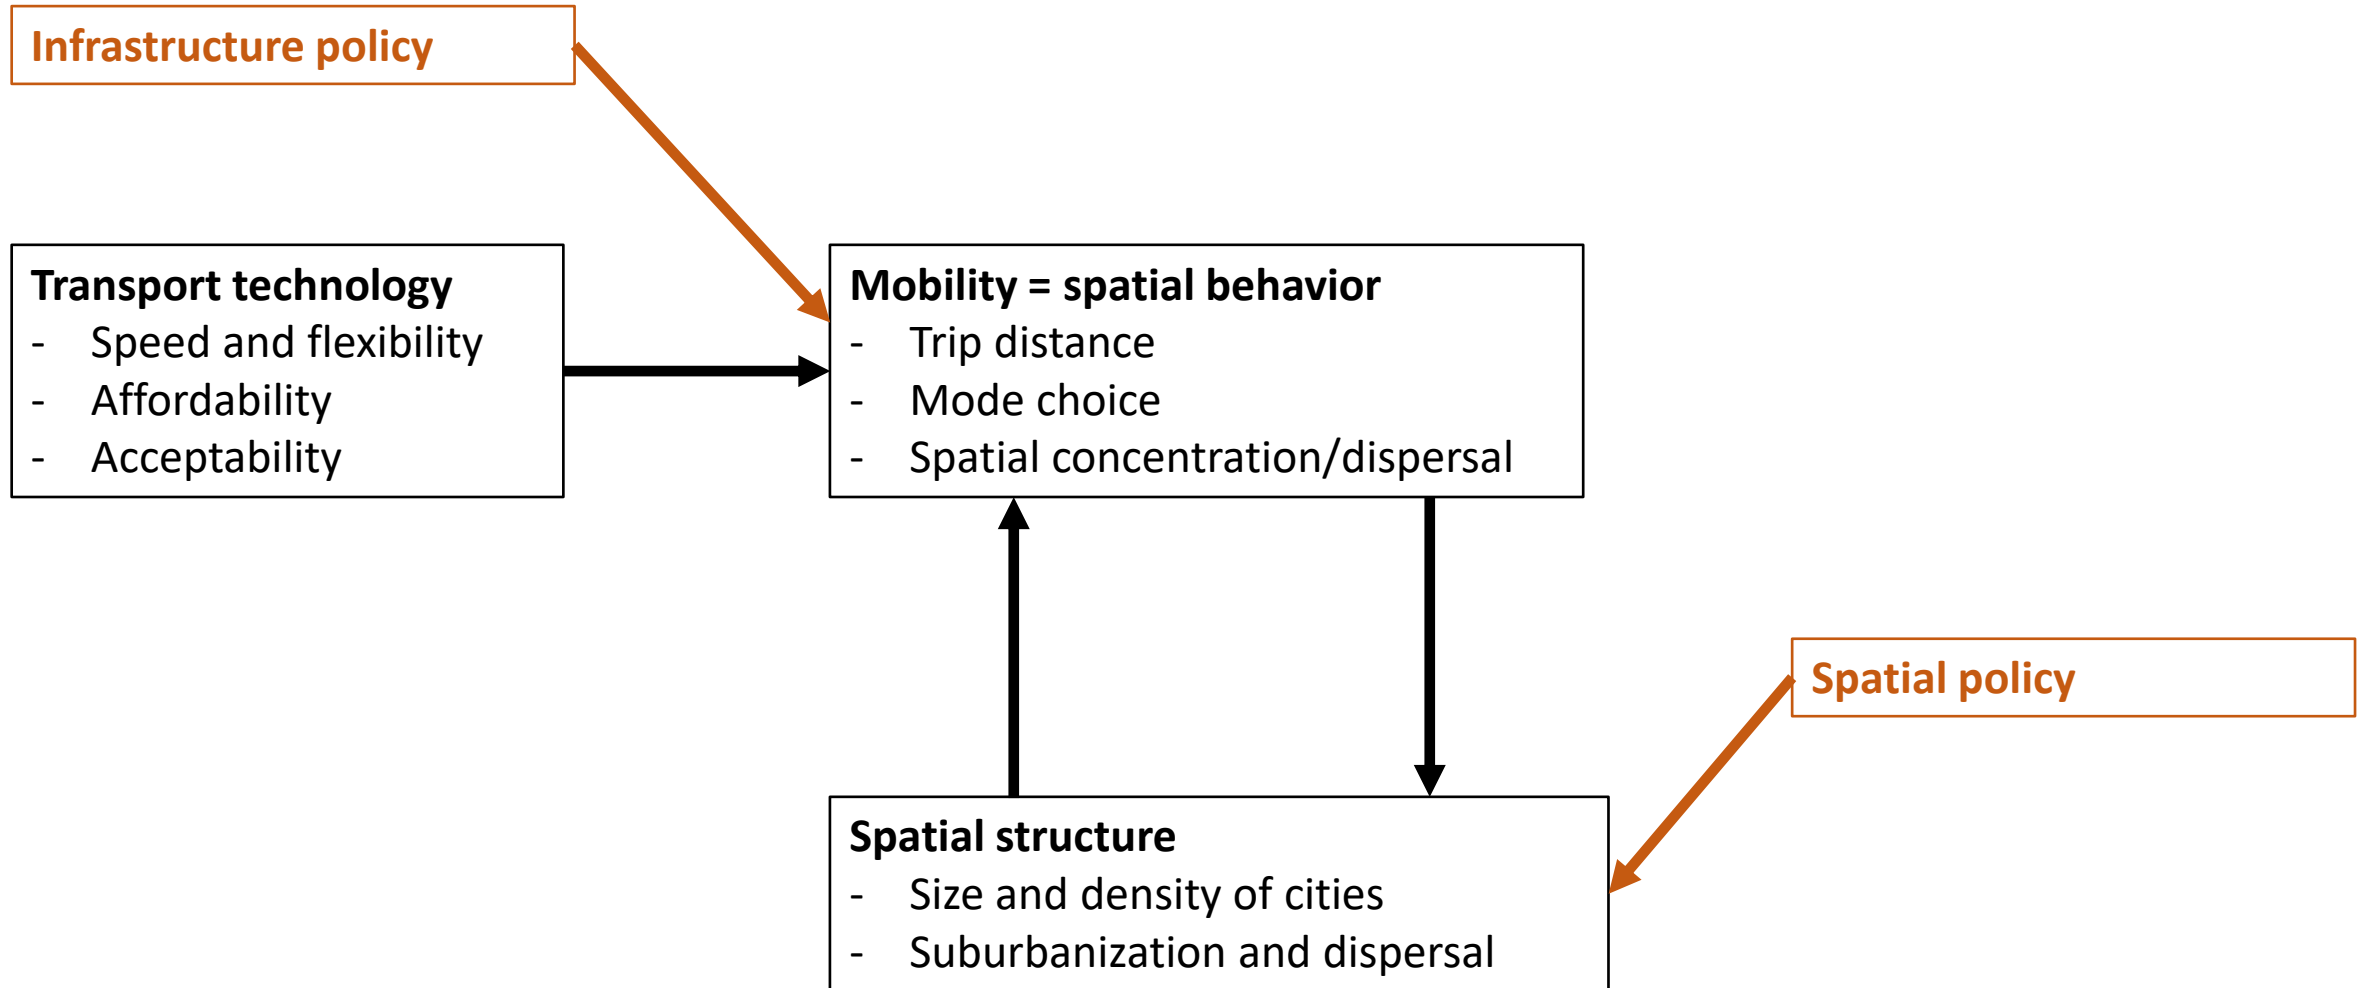 Infrastructure policy
Transport technology
- Speed and flexibility
- Affordability
- Acceptability
Mobility = spatial behavior
- Trip distance
- Mode choice
- Spatial concentration/dispersal
Spatial policy
Spatial structure
- Size and density of cities
- Suburbanization and dispersal